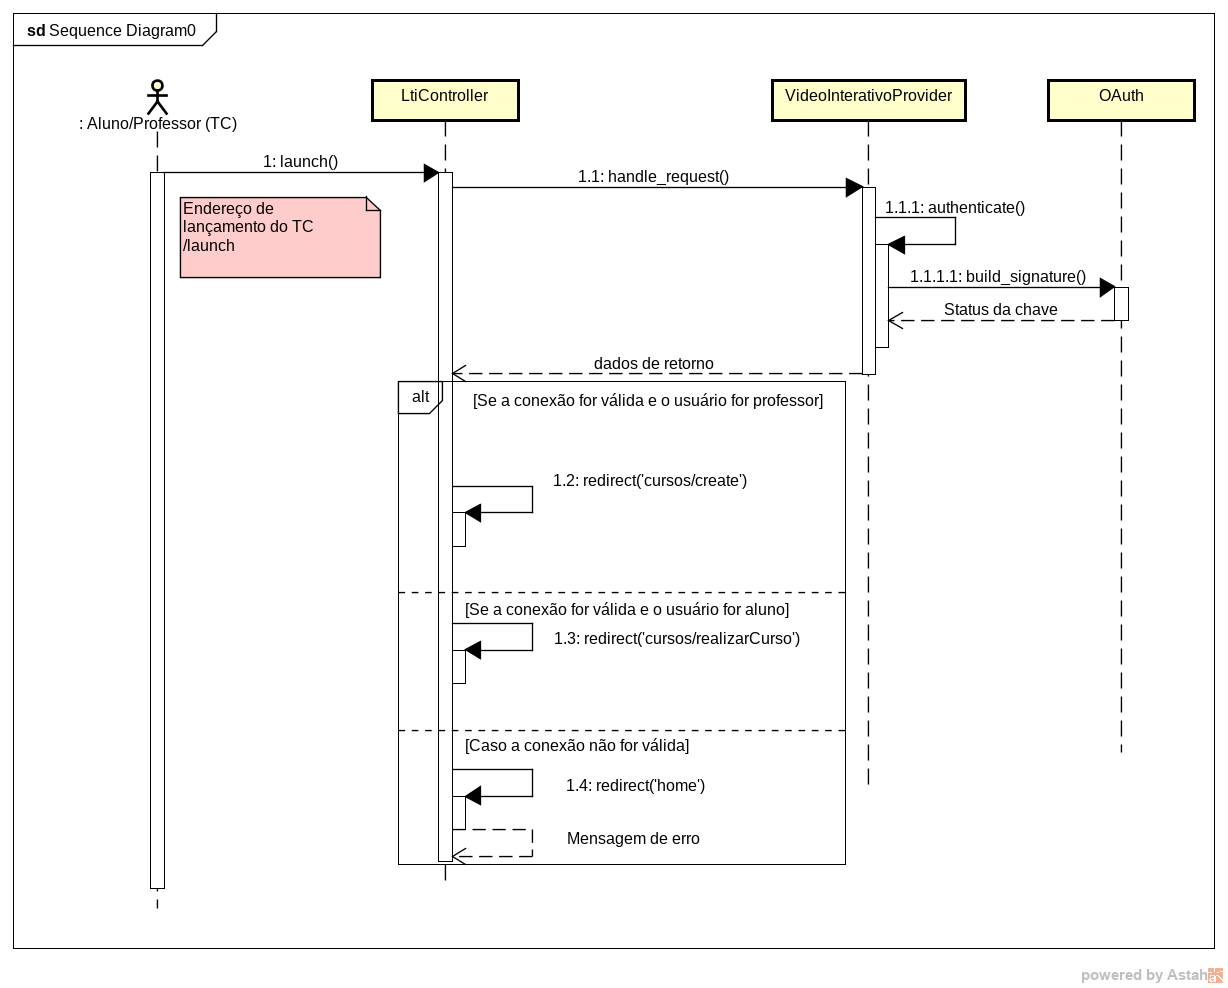 sd Sequence Diagram0
LtiController
VideoInterativoProvider
OAuth
: Aluno/Professor (TC)
1: launch()
1.1: handle_request()
Endereço de
lançamento do TC
/launch
1.1.1: authenticate()
1.1.1.1: build_signature()
Status da chave
dados de retorno
alt
[Se a conexão for válida e o usuário for professor]
1.2: redirect('cursos/create')
[Se a conexão for válida e o usuário for aluno]
1.3: redirect('cursos/realizarCurso')
[Caso a conexão não for válida]
1.4: redirect('home')
Mensagem de erro
powered by Astah